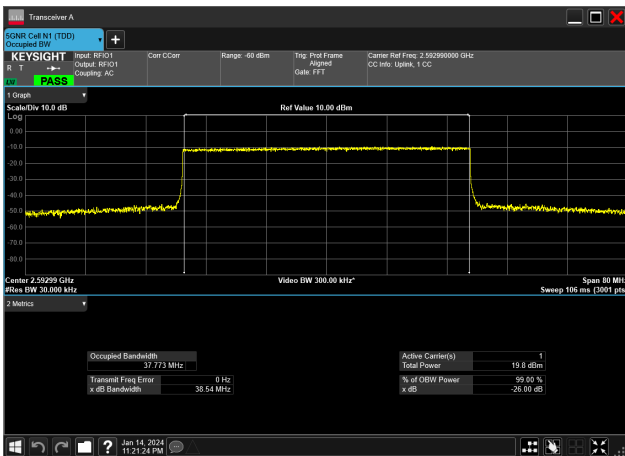 Transceiver A
5GNR Cell N1 (TDD)
Occupied BW
KEYSIGHT
R T
PASS
Input: RFIO1
Output: RFIO1
Coupling: AC
Corr CCorr
Range: -60 dBm
Trig: Prot Frame
Aligned
Gate: FFT
Carrier Ref Freq: 2.592990000 GHz
CC Info: Uplink, 1 CC
1 Graph
Scale/Div 10.0 dB
Ref Value 10.00 dBm
Log
0.00
-10.0
-20.0
-30.0
-40.0
-50.0
-60.0
-70.0
-80.0
Center 2.59299 GHz
Video BW 300.00 kHz*
Span 80 MHz
#Res BW 30.000 kHz
Sweep 106 ms (3001 pts
2 Metrics
Occupied Bandwidth
37.773 MHz
Transmit Freq Error 0 Hz
x dB Bandwidth 38.54 MHz
Active Carrier(s) 1
Total Power 19.8 dBm
% of OBW Power 99.00 %
x dB -26.00 dB
Jan 14, 2024
11:21:24 PM